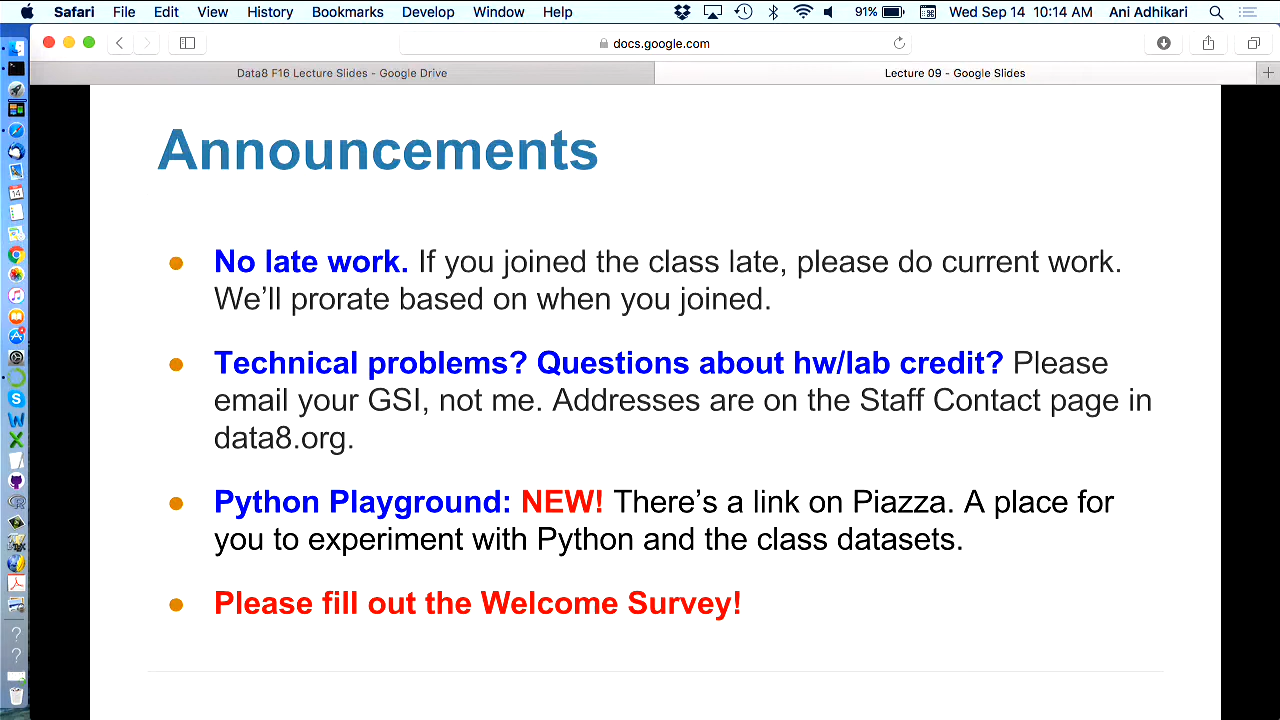 Safari File Edit View History Bookmarks Develop Window Help 91% Wed Sep 14 10:14 AM Ani Adhikari
docs.google.com
Data8 F16 Lecture Slides - Google Drive
Lecture 09 - Google Slides
Announcements
● No late work. If you joined the class late, please do current work.
We’ll prorate based on when you joined.
● Technical problems? Questions about hw/lab credit? Please
email your GSI, not me. Addresses are on the Staff Contact page in
data8.org.
● Python Playground: NEW! There’s a link on Piazza. A place for
you to experiment with Python and the class datasets.
● Please fill out the Welcome Survey!